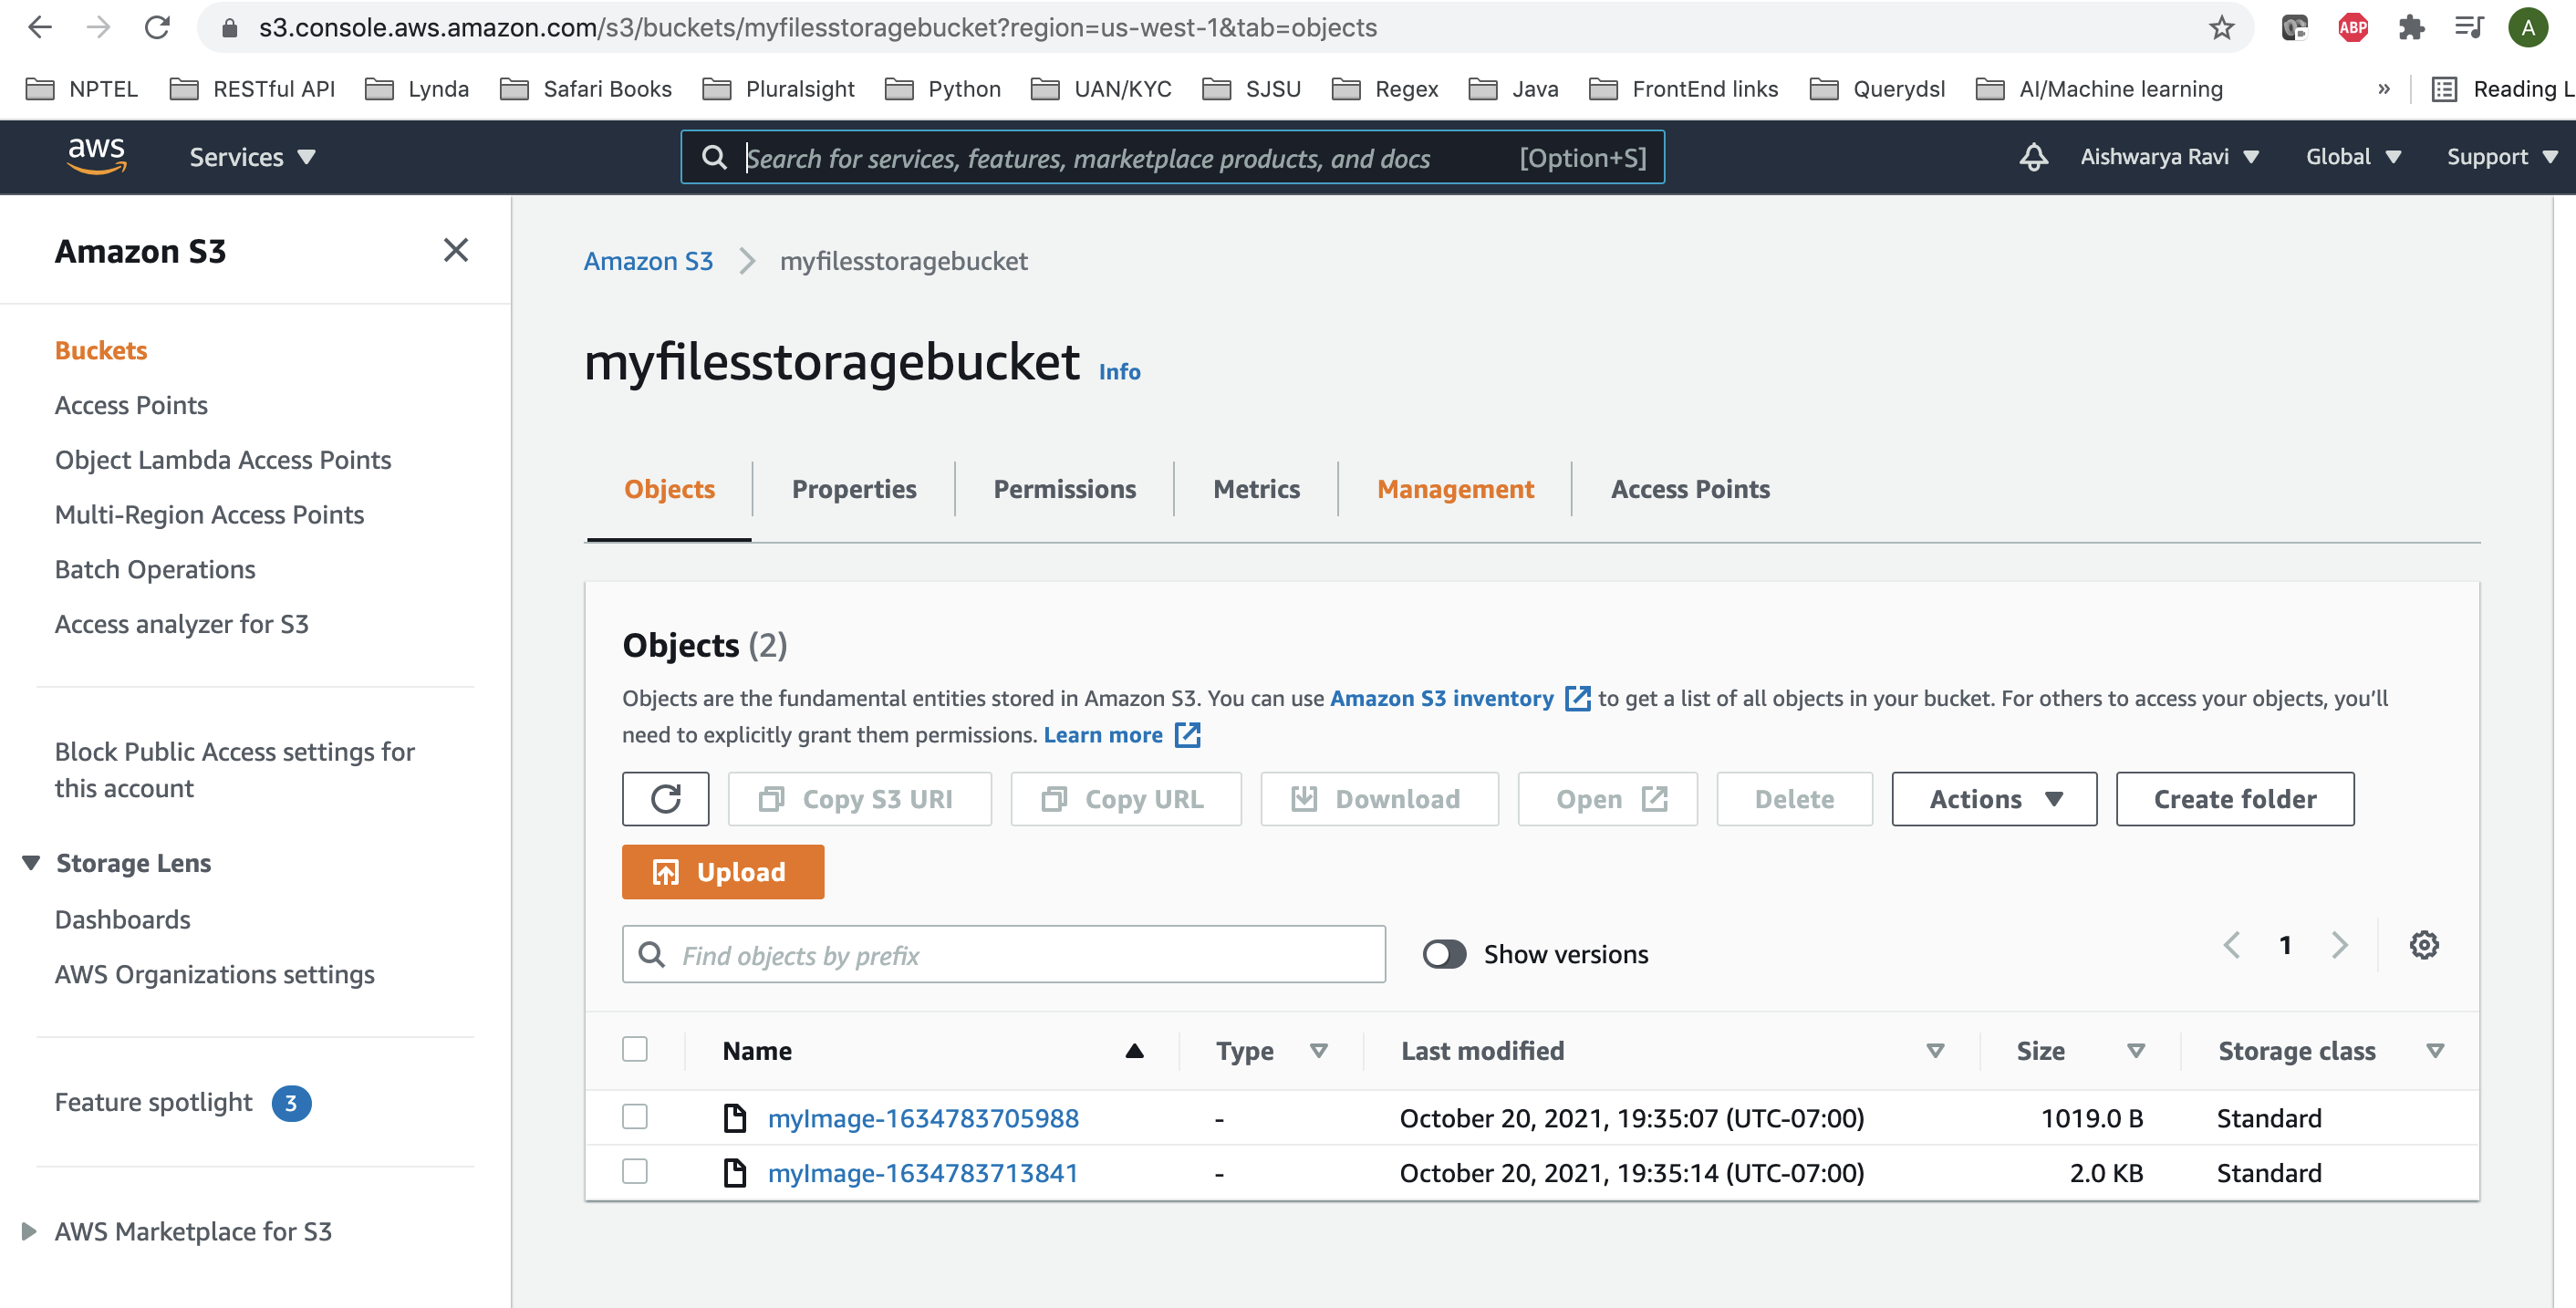 s3.console.aws.amazon.com/s3/buckets/myfilesstoragebucket?region=us-west-1&tab=objects
ABP
A
NPTEL RESTful API Lynda Safari Books Pluralsight Python UAN/KYC SJSU Regex Java FrontEnd links Querydsl AI/Machine learning » Reading L
aws Services Search for services, features, marketplace products, and docs [Option+S] Aishwarya Ravi Global Support
Amazon S3
Buckets
Access Points
Object Lambda Access Points
Multi-Region Access Points
Batch Operations
Access analyzer for S3
Block Public Access settings for
this account
Storage Lens
Dashboards
AWS Organizations settings
Feature spotlight 3
AWS Marketplace for S3
Amazon S3 > myfilesstoragebucket
myfilesstoragebucket Info
Objects Properties Permissions Metrics Management Access Points
Objects (2)
Objects are the fundamental entities stored in Amazon S3. You can use Amazon S3 inventory to get a list of all objects in your bucket. For others to access your objects, you’ll
need to explicitly grant them permissions. Learn more
Copy S3 URI Copy URL Download Open Delete Actions Create folder
Upload
Find objects by prefix Show versions 1
Name Type Last modified Size Storage class
myImage-1634783705988 - October 20, 2021, 19:35:07 (UTC-07:00) 1019.0 B Standard
myImage-1634783713841 - October 20, 2021, 19:35:14 (UTC-07:00) 2.0 KB Standard